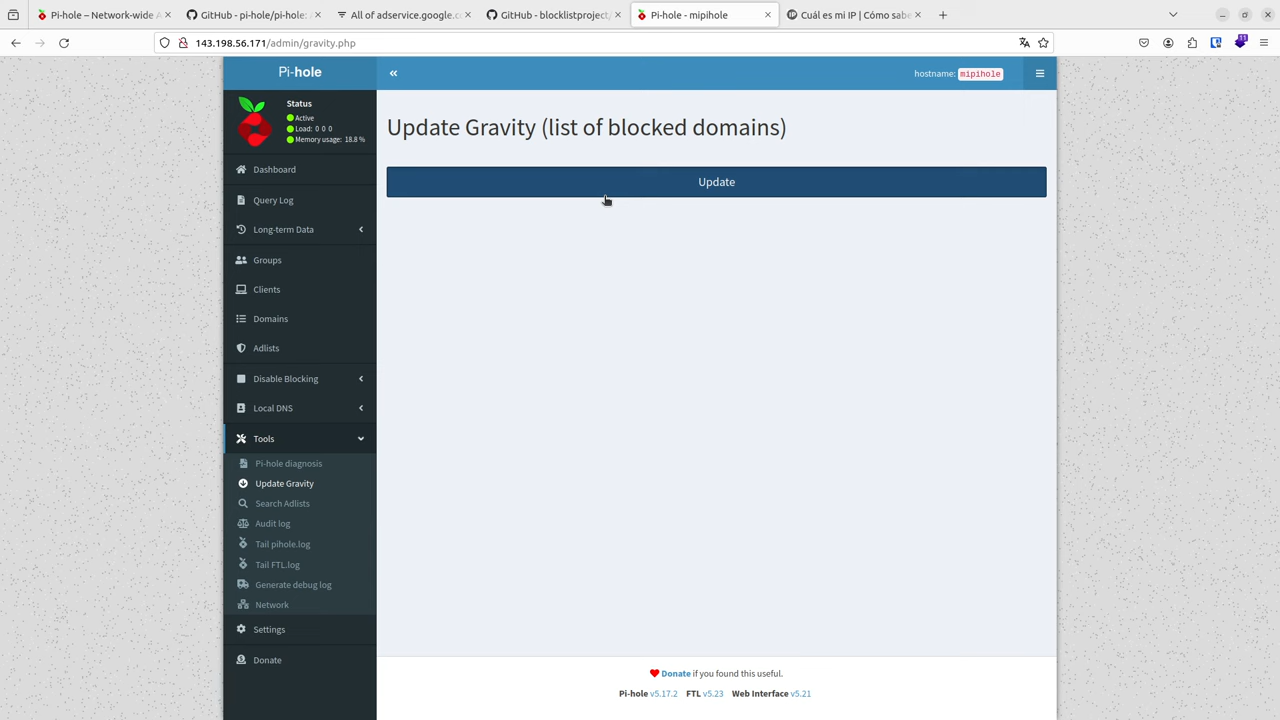 Pi-hole – Network-wide A
GitHub - pi-hole/pi-hole: A
All of adservice.google.co
GitHub - blocklistproject/
Pi-hole - mipihole
Cuál es mi IP | Cómo sabe
143.198.56.171/admin/gravity.php
11
Pi-hole
hostname: mipihole
Status
Active
Load: 0 0 0
Memory usage: 18.8 %
Dashboard
Query Log
Long-term Data
Groups
Clients
Domains
Adlists
Disable Blocking
Local DNS
Tools
Pi-hole diagnosis
Update Gravity
Search Adlists
Audit log
Tail pihole.log
Tail FTL.log
Generate debug log
Network
Settings
Donate
Update Gravity (list of blocked domains)
Update
Donate if you found this useful.
Pi-hole v5.17.2 FTL v5.23 Web Interface v5.21